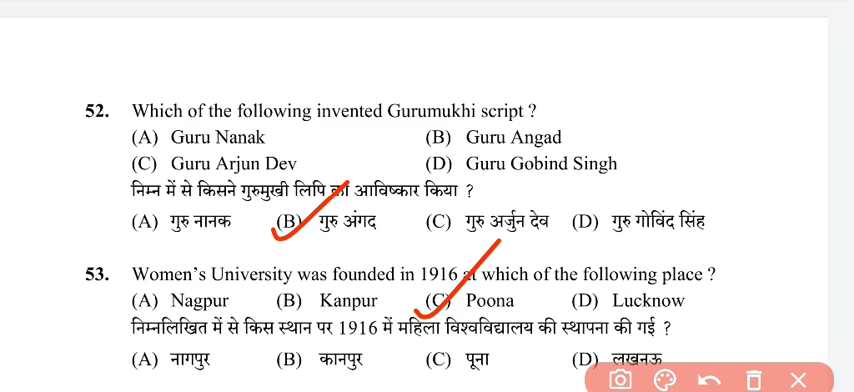 52. Which of the following invented Gurumukhi script ?
(A) Guru Nanak (B) Guru Angad
(C) Guru Arjun Dev (D) Guru Gobind Singh
निम्न में से किसने गुरुमुखी लिपि का आविष्कार किया ?
(A) गुरु नानक (B) गुरु अंगद (C) गुरु अर्जुन देव (D) गुरु गोविंद सिंह
53. Women's University was founded in 1916 at which of the following place ?
(A) Nagpur (B) Kanpur (C) Poona (D) Lucknow
निम्नलिखित में से किस स्थान पर 1916 में महिला विश्वविद्यालय की स्थापना की गई ?
(A) नागपुर (B) कानपुर (C) पूना (D) लखनऊ